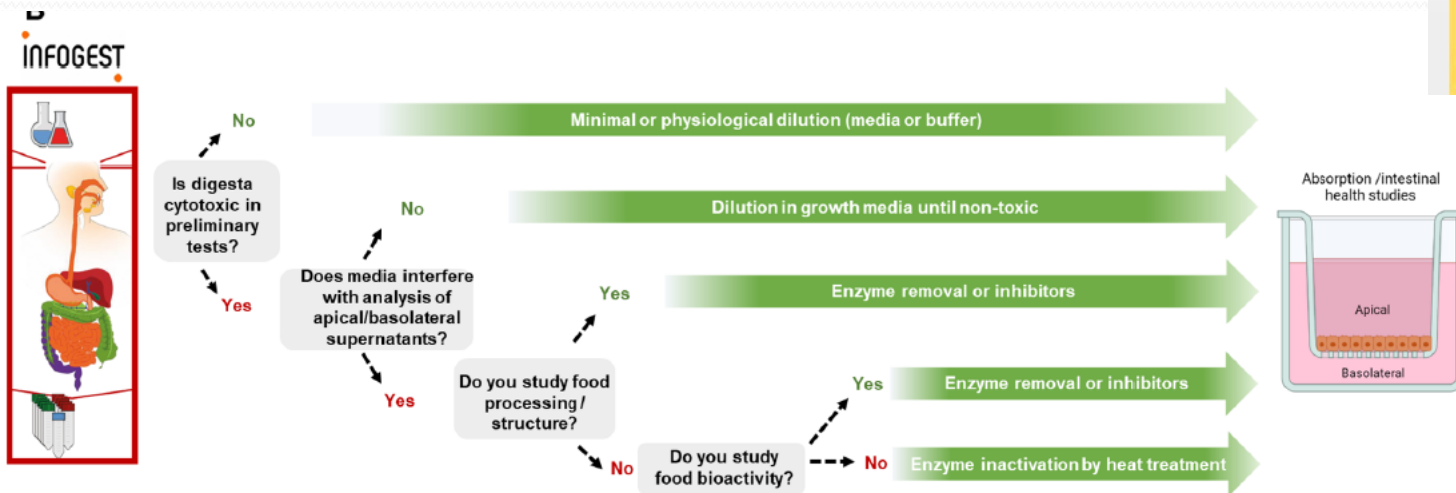 B
INFOGEST
No
Minimal or physiological dilution (media or buffer)
Is digesta
cytotoxic in
preliminary
tests?
Yes
No
Dilution in growth media until non-toxic
Does media interfere
with analysis of
apical/basolateral
supernatants?
Yes
Yes
Enzyme removal or inhibitors
Do you study food
processing /
structure?
No
Yes
Enzyme removal or inhibitors
Do you study
food bioactivity?
No
Enzyme inactivation by heat treatment
Absorption /intestinal
health studies
Apical
Basolateral